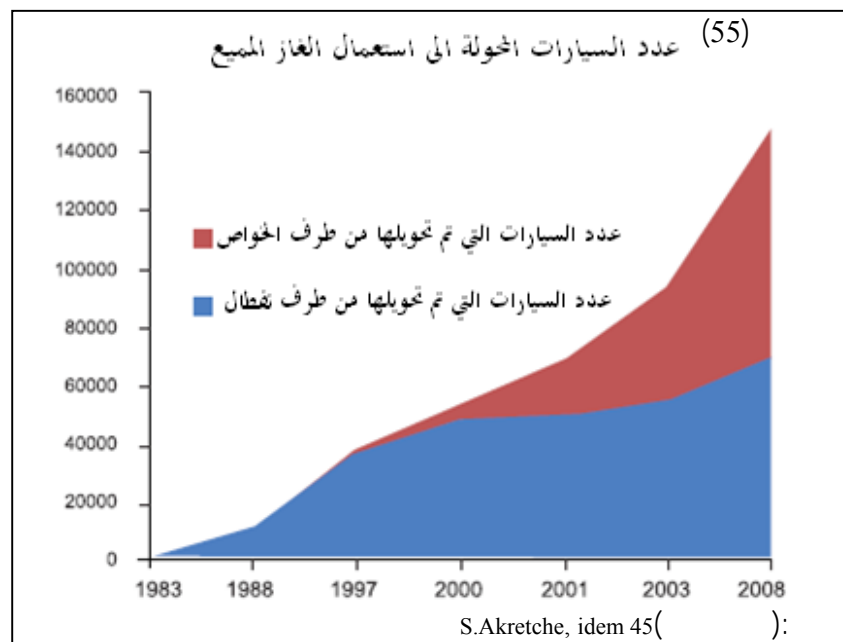 (55) عدد السيارات المحولة الى استعمال الغاز المميع
160000
140000
120000
100000
80000
60000
40000
20000
0
عدد السيارات التي تم تحويلها من طرف الخواص
عدد السيارات التي تم تحويلها من طرف نفطال
1983 1988 1997 2000 2001 2003 2008
S.Akretche, idem 45( ):